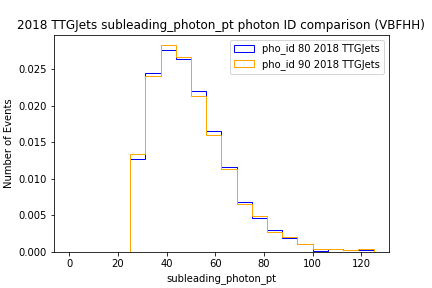 2018 TTGJets subleading_photon_pt photon ID comparison (VBFHH)
pho_id 80 2018 TTGJets
pho_id 90 2018 TTGJets
Number of Events
0.025
0.020
0.015
0.010
0.005
0.000
0 20 40 60 80 100 120
subleading_photon_pt